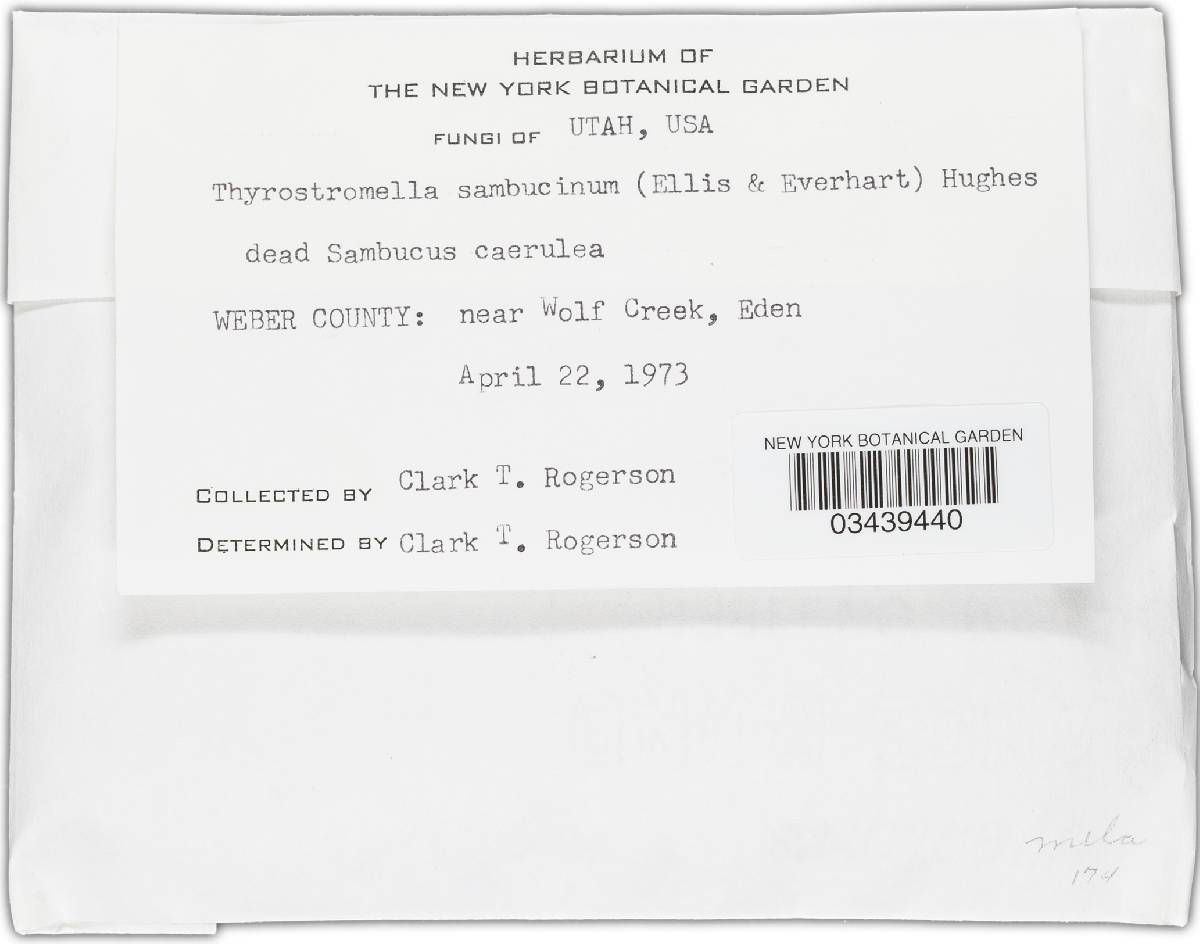 HERBARIUM OF
THE NEW YORK BOTANICAL GARDEN
FUNGI OF UTAH, USA
Thyrostromella sambucinum (Ellis & Everhart) Hughes
dead Sambucus caerulea
WEBER COUNTY: near Wolf Creek, Eden
April 22, 1973
COLLECTED BY Clark T. Rogerson
DETERMINED BY Clark T. Rogerson
NEW YORK BOTANICAL GARDEN
03439440
174